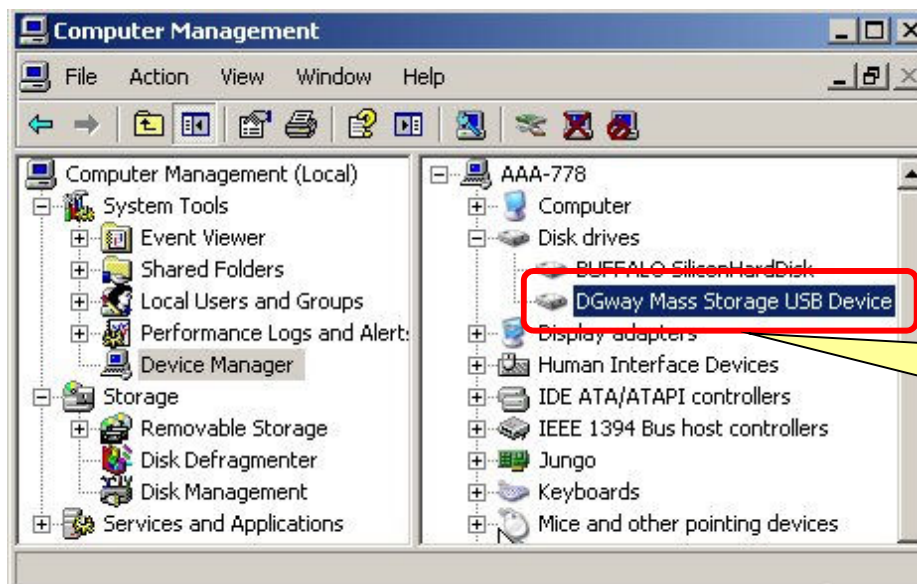 Computer Management
File Action View Window Help
Computer Management (Local)
System Tools
Event Viewer
Shared Folders
Local Users and Groups
Performance Logs and Alert
Device Manager
Storage
Removable Storage
Disk Defragmenter
Disk Management
Services and Applications
AAA-778
Computer
Disk drives
BUFFALO SiliconHardDisk
DGway Mass Storage USB Device
Display adapters
Human Interface Devices
IDE ATA/ATAPI controllers
IEEE 1394 Bus host controllers
Jungo
Keyboards
Mice and other pointing devices